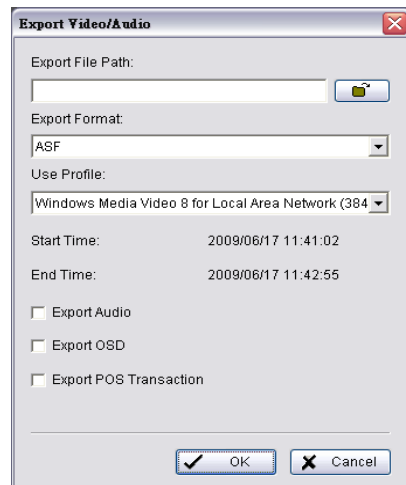 Export Video/Audio
Export File Path:
Export Format:
ASF
Use Profile:
Windows Media Video 8 for Local Area Network (384
Start Time: 2009/06/17 11:41:02
End Time: 2009/06/17 11:42:55
Export Audio
Export OSD
Export POS Transaction
OK Cancel